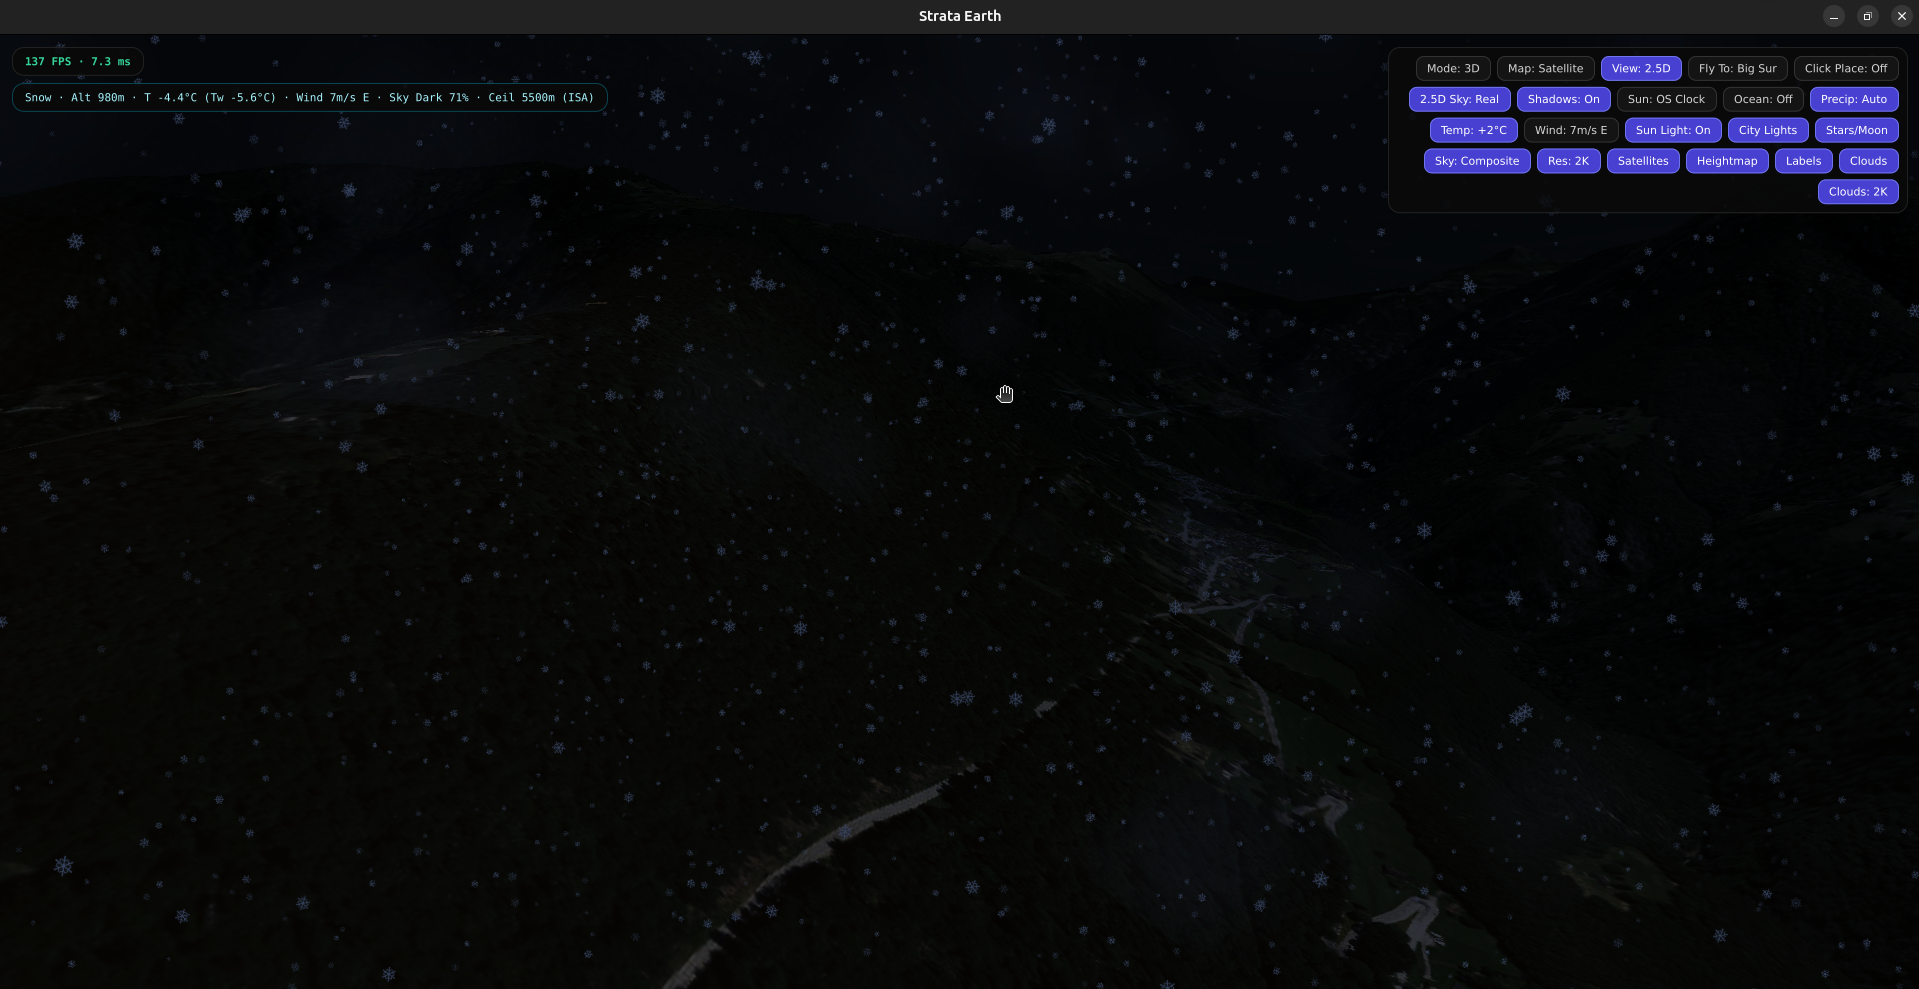 Strata Earth
137 FPS · 7.3 ms
Snow · Alt 980m · T -4.4°C (Tw -5.6°C) · Wind 7m/s E · Sky Dark 71% · Ceil 5500m (ISA)
Mode: 3D Map: Satellite View: 2.5D Fly To: Big Sur Click Place: Off
2.5D Sky: Real Shadows: On Sun: OS Clock Ocean: Off Precip: Auto
Temp: +2°C Wind: 7m/s E Sun Light: On City Lights Stars/Moon
Sky: Composite Res: 2K Satellites Heightmap Labels Clouds
Clouds: 2K